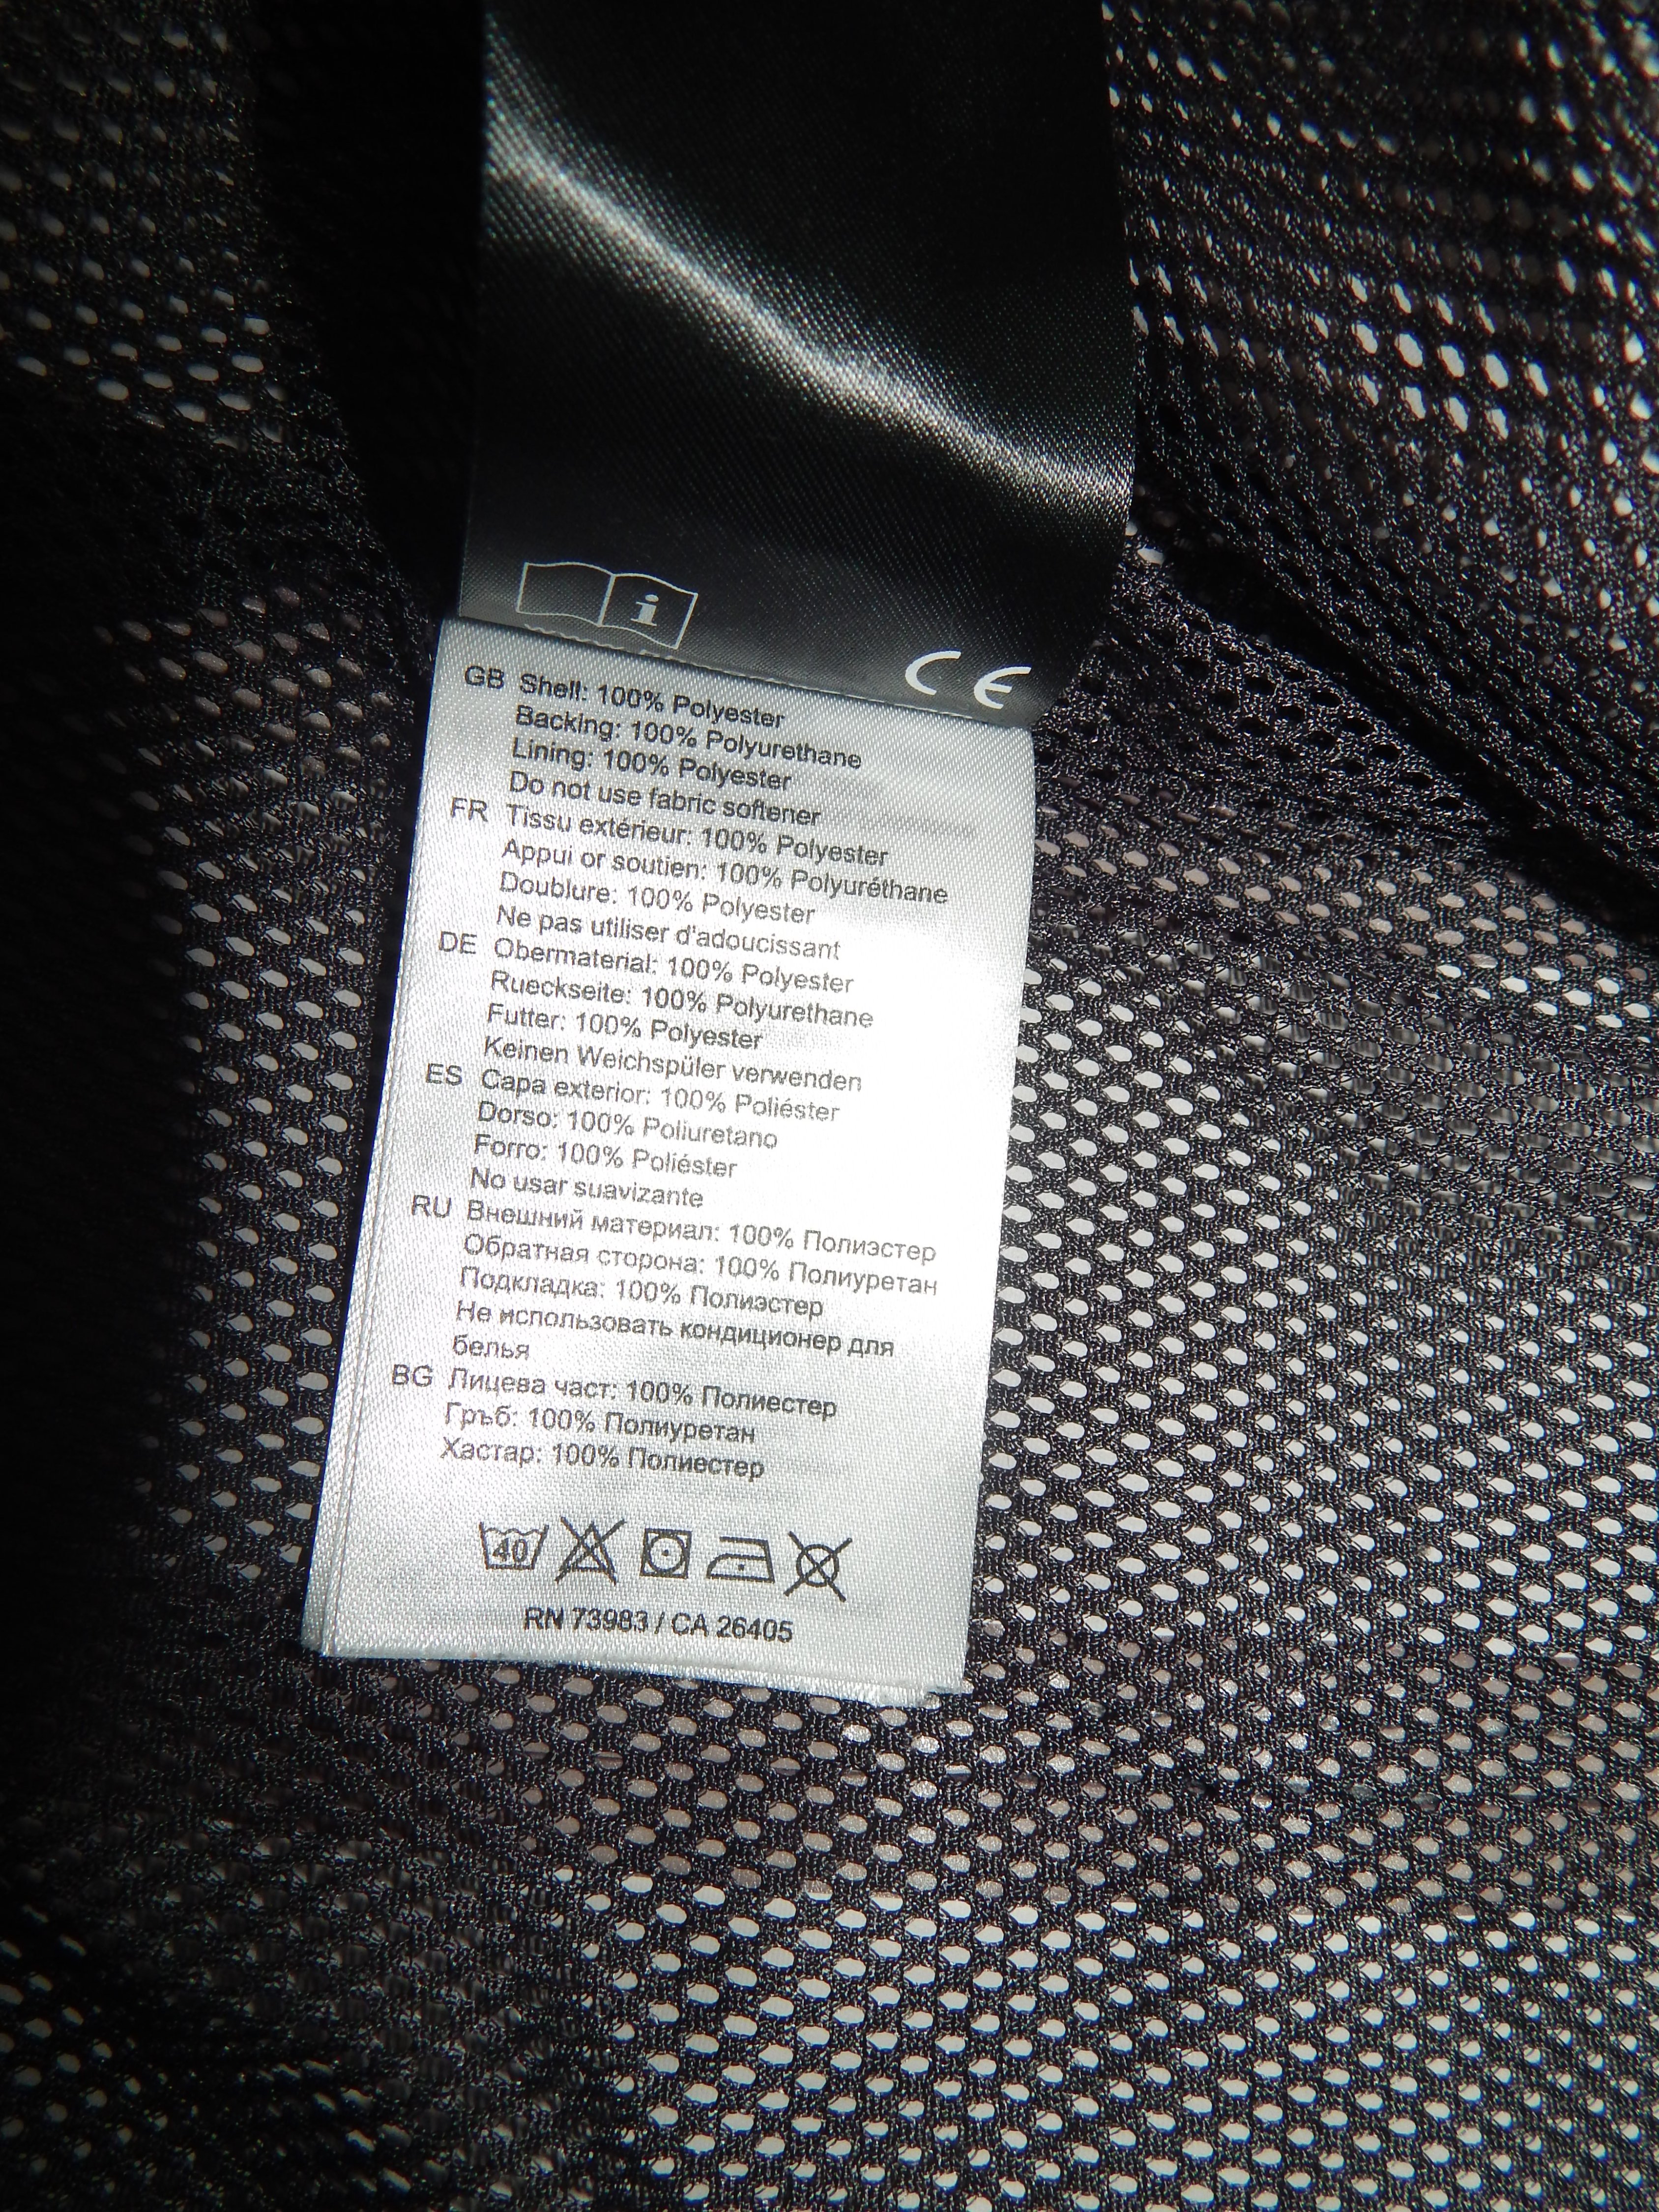 i
CE
GB Shell: 100% Polyester
Backing: 100% Polyurethane
Lining: 100% Polyester
Do not use fabric softener
FR Tissu extérieur: 100% Polyester
Appui or soutien: 100% Polyuréthane
Doublure: 100% Polyester
Ne pas utiliser d'adoucissant
DE Obermaterial: 100% Polyester
Rueckseite: 100% Polyurethane
Futter: 100% Polyester
Keinen Weichspüler verwenden
ES Capa exterior: 100% Poliéster
Dorso: 100% Poliuretano
Forro: 100% Poliéster
No usar suavizante
RU Внешний материал: 100% Полиэстер
Обратная сторона: 100% Полиуретан
Подкладка: 100% Полиэстер
Не использовать кондиционер для
белья
BG Лицева част: 100% Полиестер
Гръб: 100% Полиуретан
Хастар: 100% Полиестер
40
RN 73983 / CA 26405